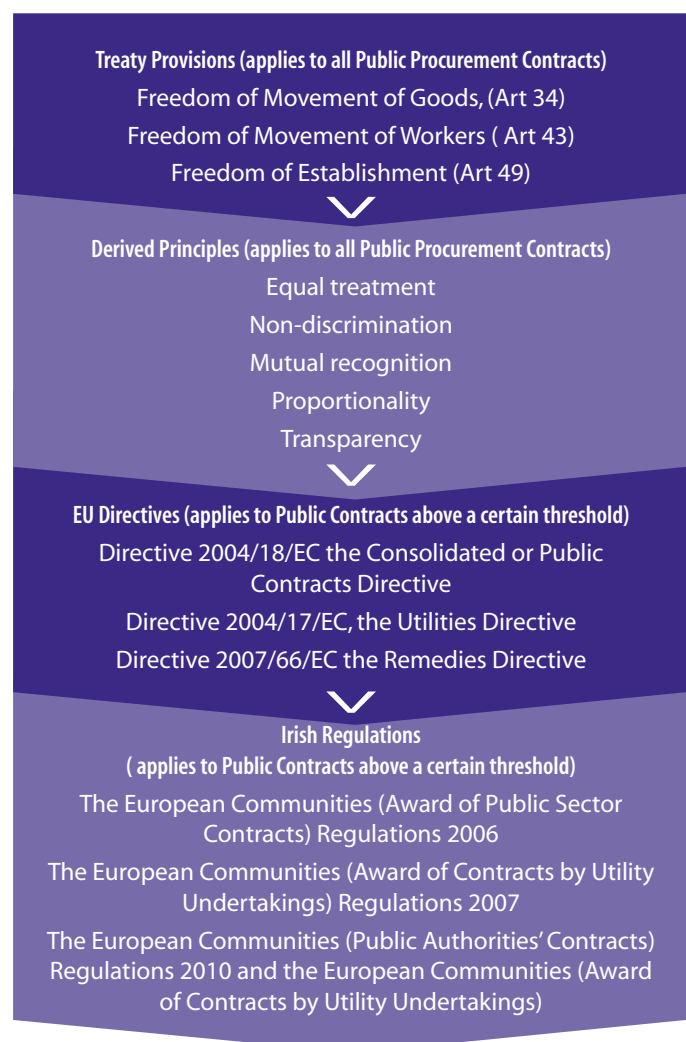 Treaty Provisions (applies to all Public Procurement Contracts)
Freedom of Movement of Goods, (Art 34)
Freedom of Movement of Workers ( Art 43)
Freedom of Establishment (Art 49)
Derived Principles (applies to all Public Procurement Contracts)
Equal treatment
Non-discrimination
Mutual recognition
Proportionality
Transparency
EU Directives (applies to Public Contracts above a certain threshold)
Directive 2004/18/EC the Consolidated or Public
Contracts Directive
Directive 2004/17/EC, the Utilities Directive
Directive 2007/66/EC the Remedies Directive
Irish Regulations
( applies to Public Contracts above a certain threshold)
The European Communities (Award of Public Sector
Contracts) Regulations 2006
The European Communities (Award of Contracts by Utility
Undertakings) Regulations 2007
The European Communities (Public Authorities’ Contracts)
Regulations 2010 and the European Communities (Award
of Contracts by Utility Undertakings)